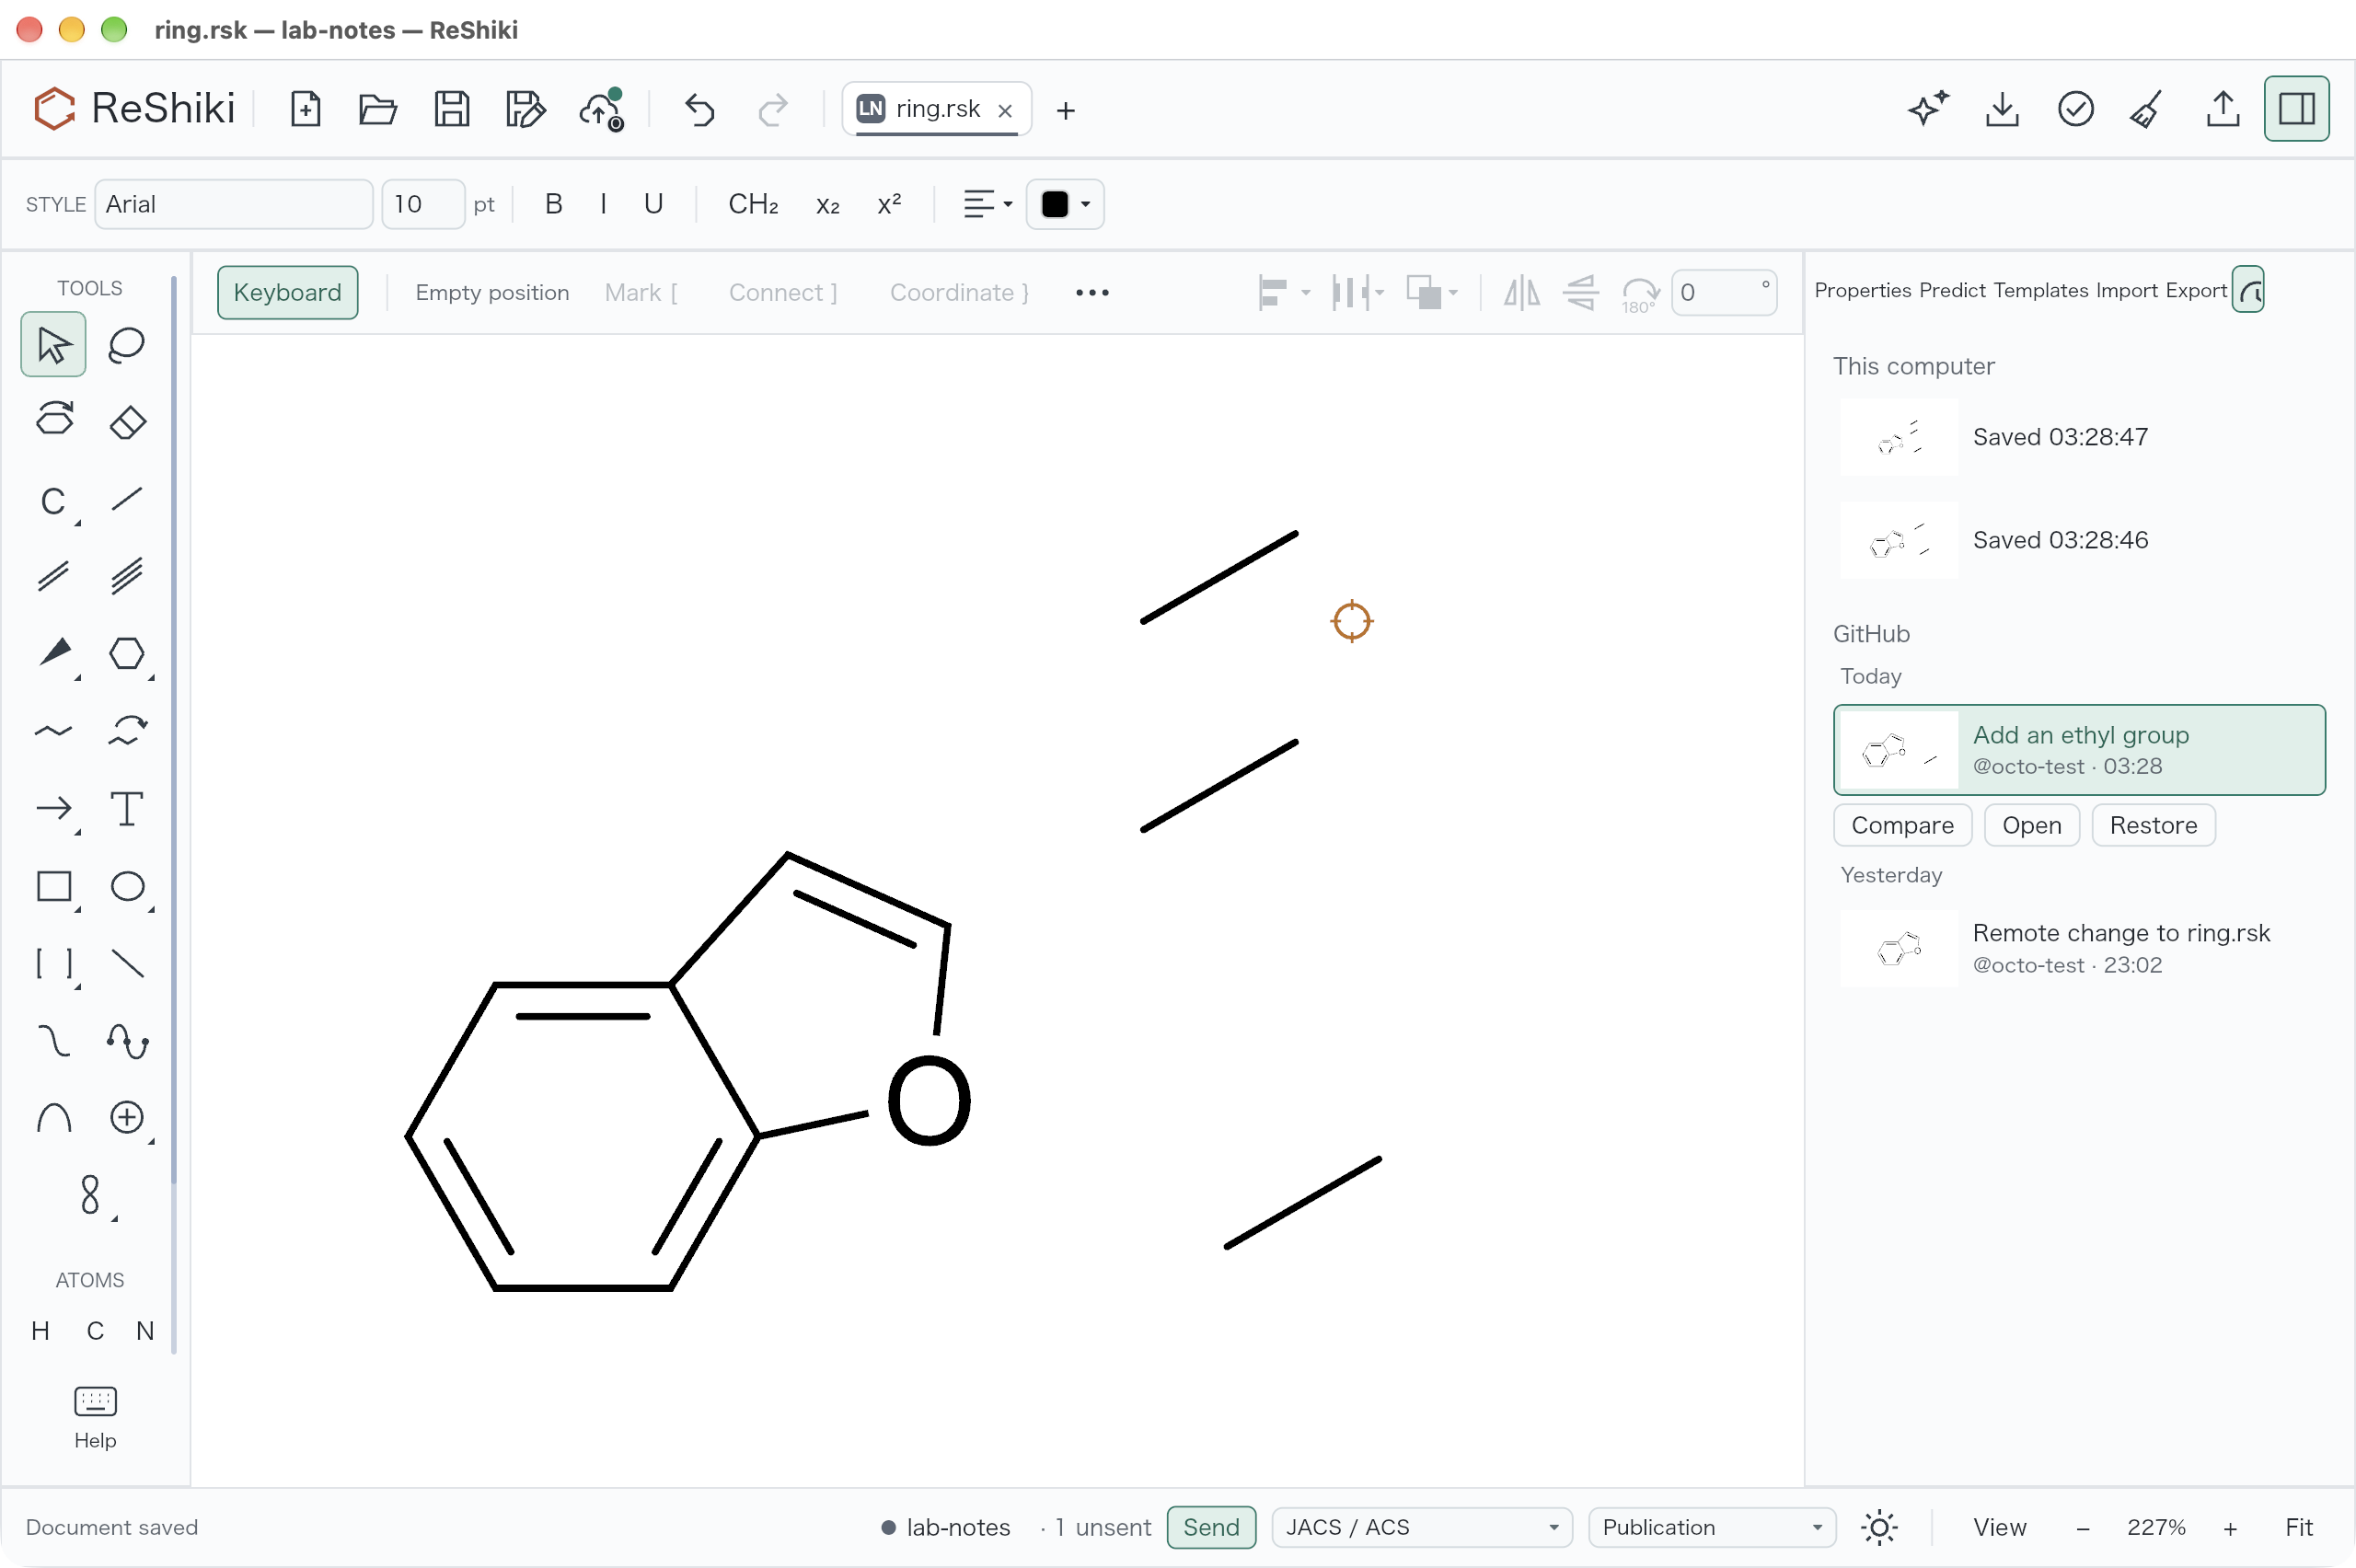 ring.rsk — lab-notes — ReShiki
ReShiki
LN ring.rsk × +
STYLE Arial 10 pt B I U CH₂ x₂ x²
TOOLS
Keyboard Empty position Mark [ Connect ] Coordinate } ••• 180° 0 °
Properties Predict Templates Import Export
This computer
Saved 03:28:47
Saved 03:28:46
GitHub
Today
Add an ethyl group
@octo-test · 03:28
Compare Open Restore
Yesterday
Remote change to ring.rsk
@octo-test · 23:02
C
T
[ ]
ATOMS
H C N
Help
O
Document saved
lab-notes · 1 unsent Send JACS / ACS Publication View − 227% + Fit